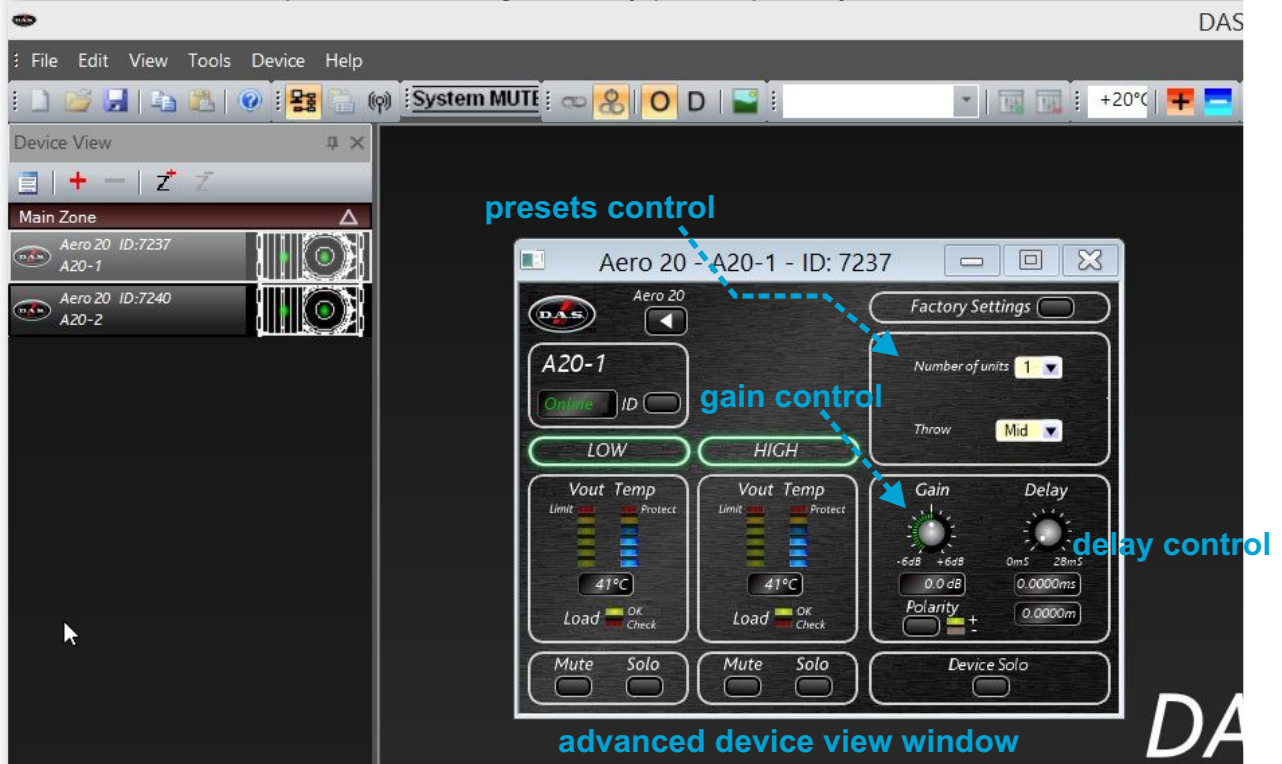 DAS
File Edit View Tools Device Help
System MUTE O D +20°C
Device View
Main Zone
Aero 20 ID:7237
A20-1
Aero 20 ID:7240
A20-2
presets control
Aero 20 - A20-1 - ID: 7237
D.A.S.
Aero 20
Factory Settings
A20-1
Number of units 1
Online ID
gain control
Throw Mid
LOW HIGH
Vout Temp Vout Temp Gain Delay
Limit Protect Limit Protect
delay control
-6dB +6dB 0mS 28mS
41°C 41°C 0.0 dB 0.0000ms
Polarity + - 0.0000m
Load OK Check Load OK Check
Mute Solo Mute Solo Device Solo
advanced device view window
DA